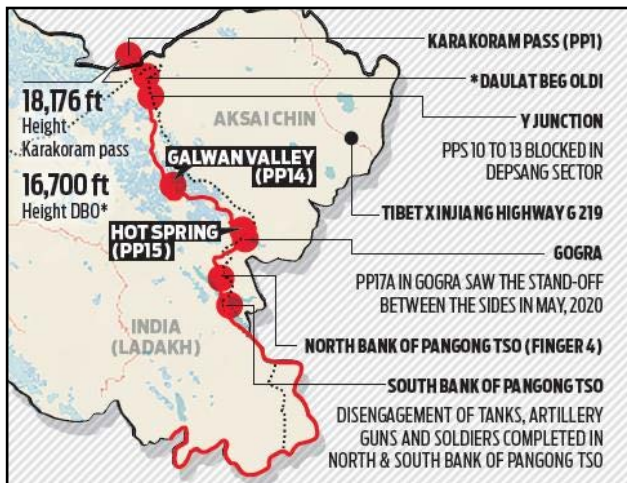 KARAKORAM PASS (PP1)
*DAULAT BEG OLDI
18,176 ft
Height
Karakoram pass
16,700 ft
Height DBO*
AKSAI CHIN
Y JUNCTION
PPS 10 TO 13 BLOCKED IN
DEPSANG SECTOR
GALWAN VALLEY
(PP14)
TIBET XINJIANG HIGHWAY G 219
HOT SPRING
(PP15)
GOGRA
PP17A IN GOGRA SAW THE STAND-OFF
BETWEEN THE SIDES IN MAY, 2020
INDIA
(LADAKH)
NORTH BANK OF PANGONG TSO (FINGER 4)
SOUTH BANK OF PANGONG TSO
DISENGAGEMENT OF TANKS, ARTILLERY
GUNS AND SOLDIERS COMPLETED IN
NORTH & SOUTH BANK OF PANGONG TSO